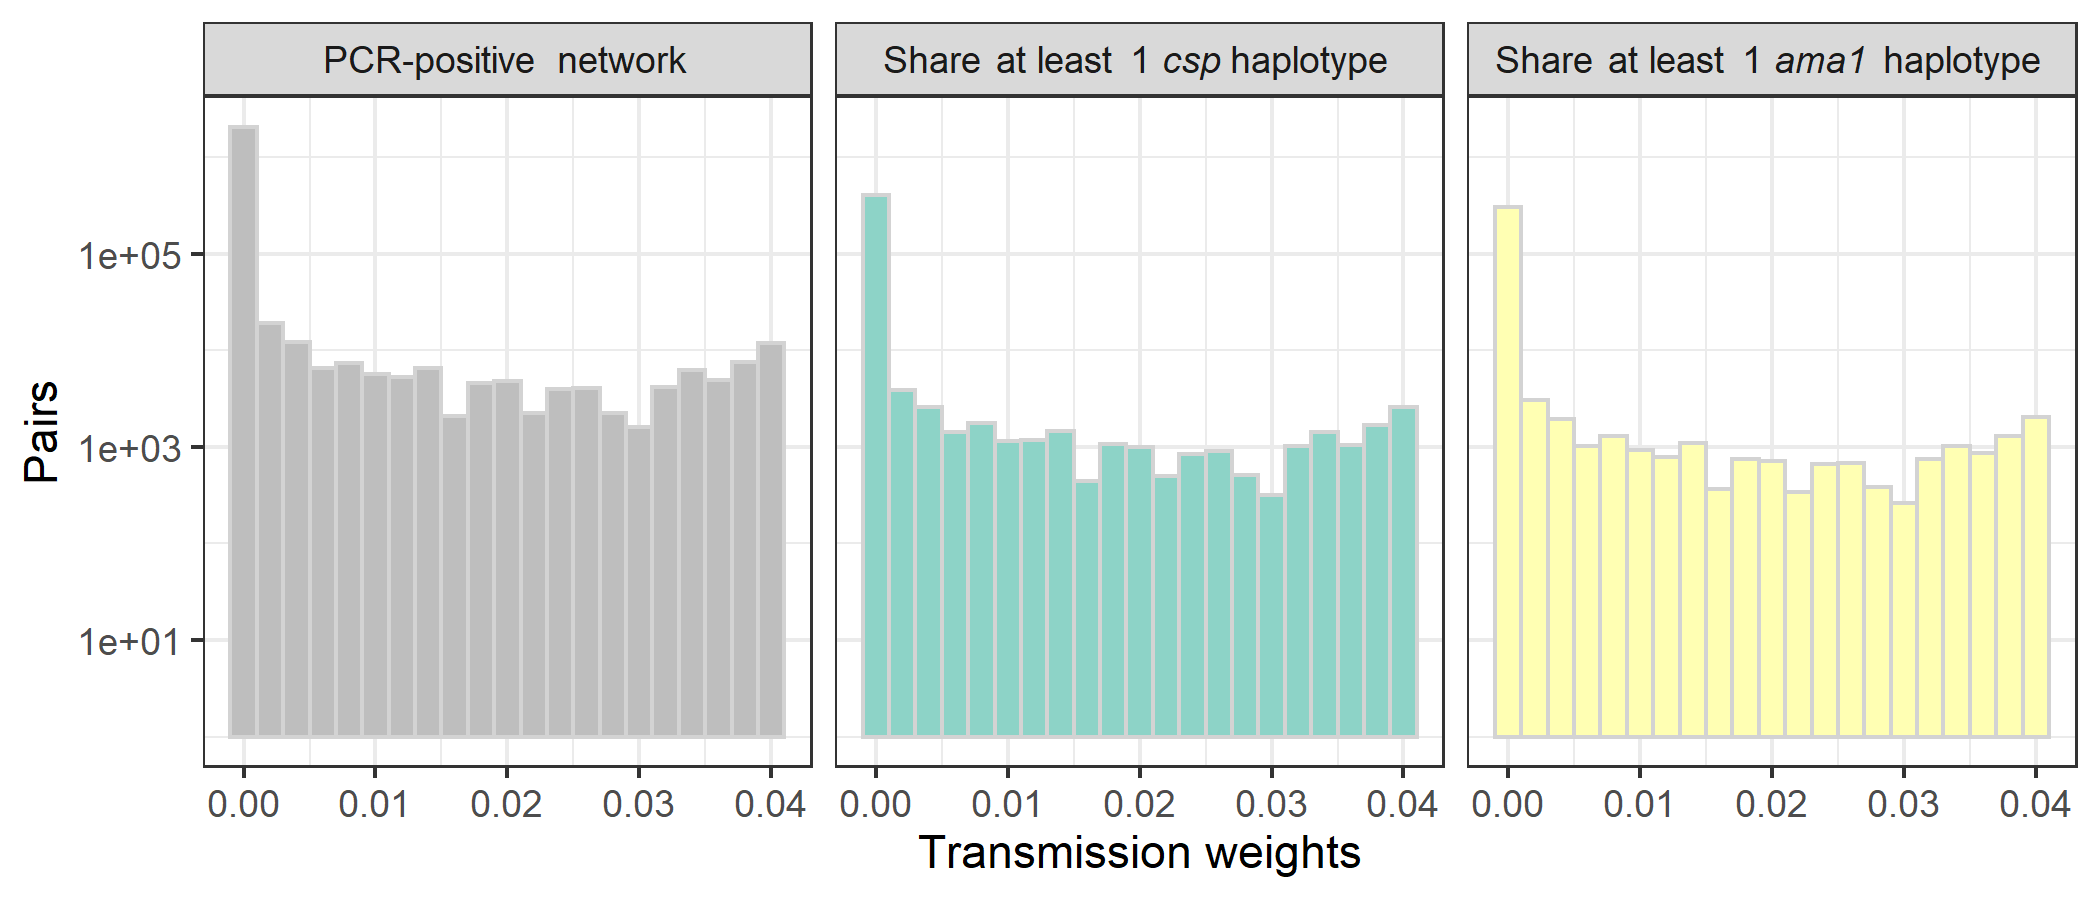 PCR-positive network
Share at least 1 csp haplotype
Share at least 1 ama1 haplotype
Pairs
1e+05
1e+03
1e+01
0.00 0.01 0.02 0.03 0.04
0.00 0.01 0.02 0.03 0.04
0.00 0.01 0.02 0.03 0.04
Transmission weights